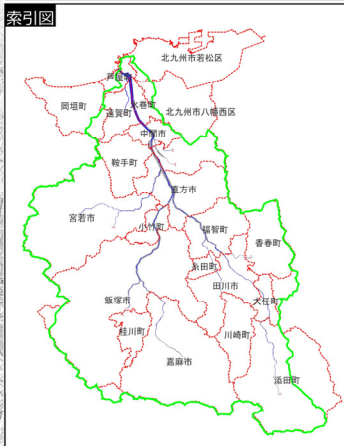 索引図
北九州市若松区
芦屋町
岡垣町
水巻町
遠賀町
北九州市八幡西区
中間市
鞍手町
直方市
宮若市
小竹町
福智町
香春町
糸田町
田川市
飯塚市
大任町
桂川町
川崎町
嘉麻市
添田町